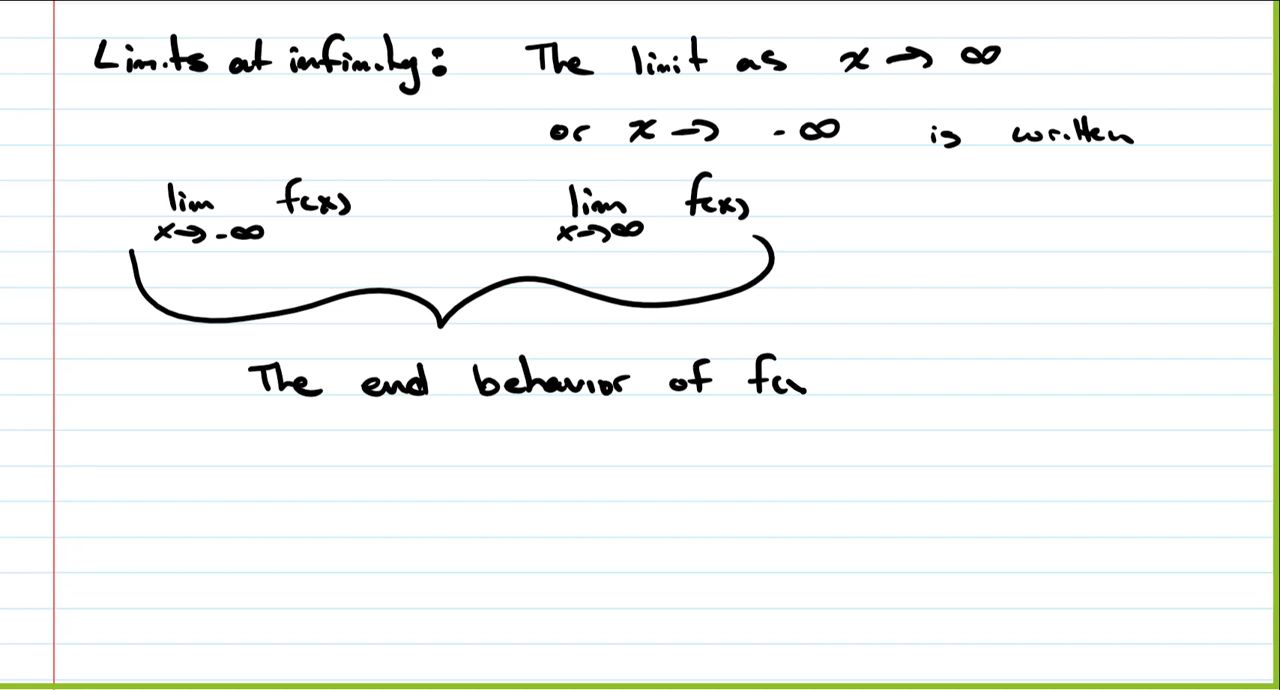 Limits at infinity: The limit as x → ∞
or x → -∞ is written
lim x→-∞ f(x) lim x→∞ f(x)
The end behavior of f(